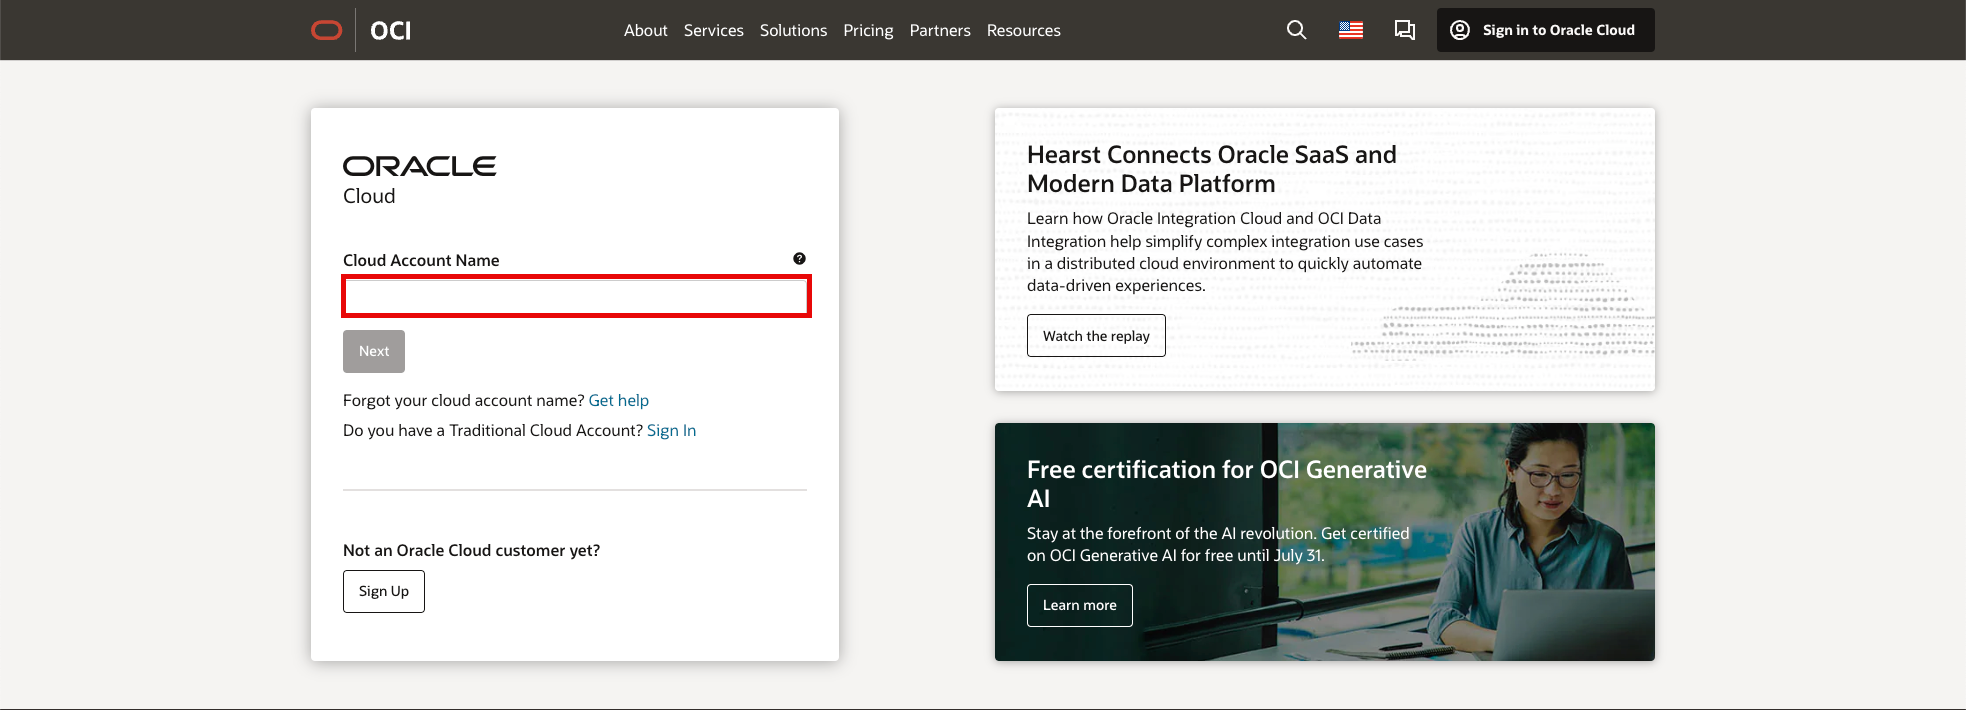 OCI
About Services Solutions Pricing Partners Resources
Sign in to Oracle Cloud
ORACLE
Cloud
Cloud Account Name
?
Next
Forgot your cloud account name? Get help
Do you have a Traditional Cloud Account? Sign In
Not an Oracle Cloud customer yet?
Sign Up
Hearst Connects Oracle SaaS and
Modern Data Platform
Learn how Oracle Integration Cloud and OCI Data
Integration help simplify complex integration use cases
in a distributed cloud environment to quickly automate
data-driven experiences.
Watch the replay
Free certification for OCI Generative
AI
Stay at the forefront of the AI revolution. Get certified
on OCI Generative AI for free until July 31.
Learn more